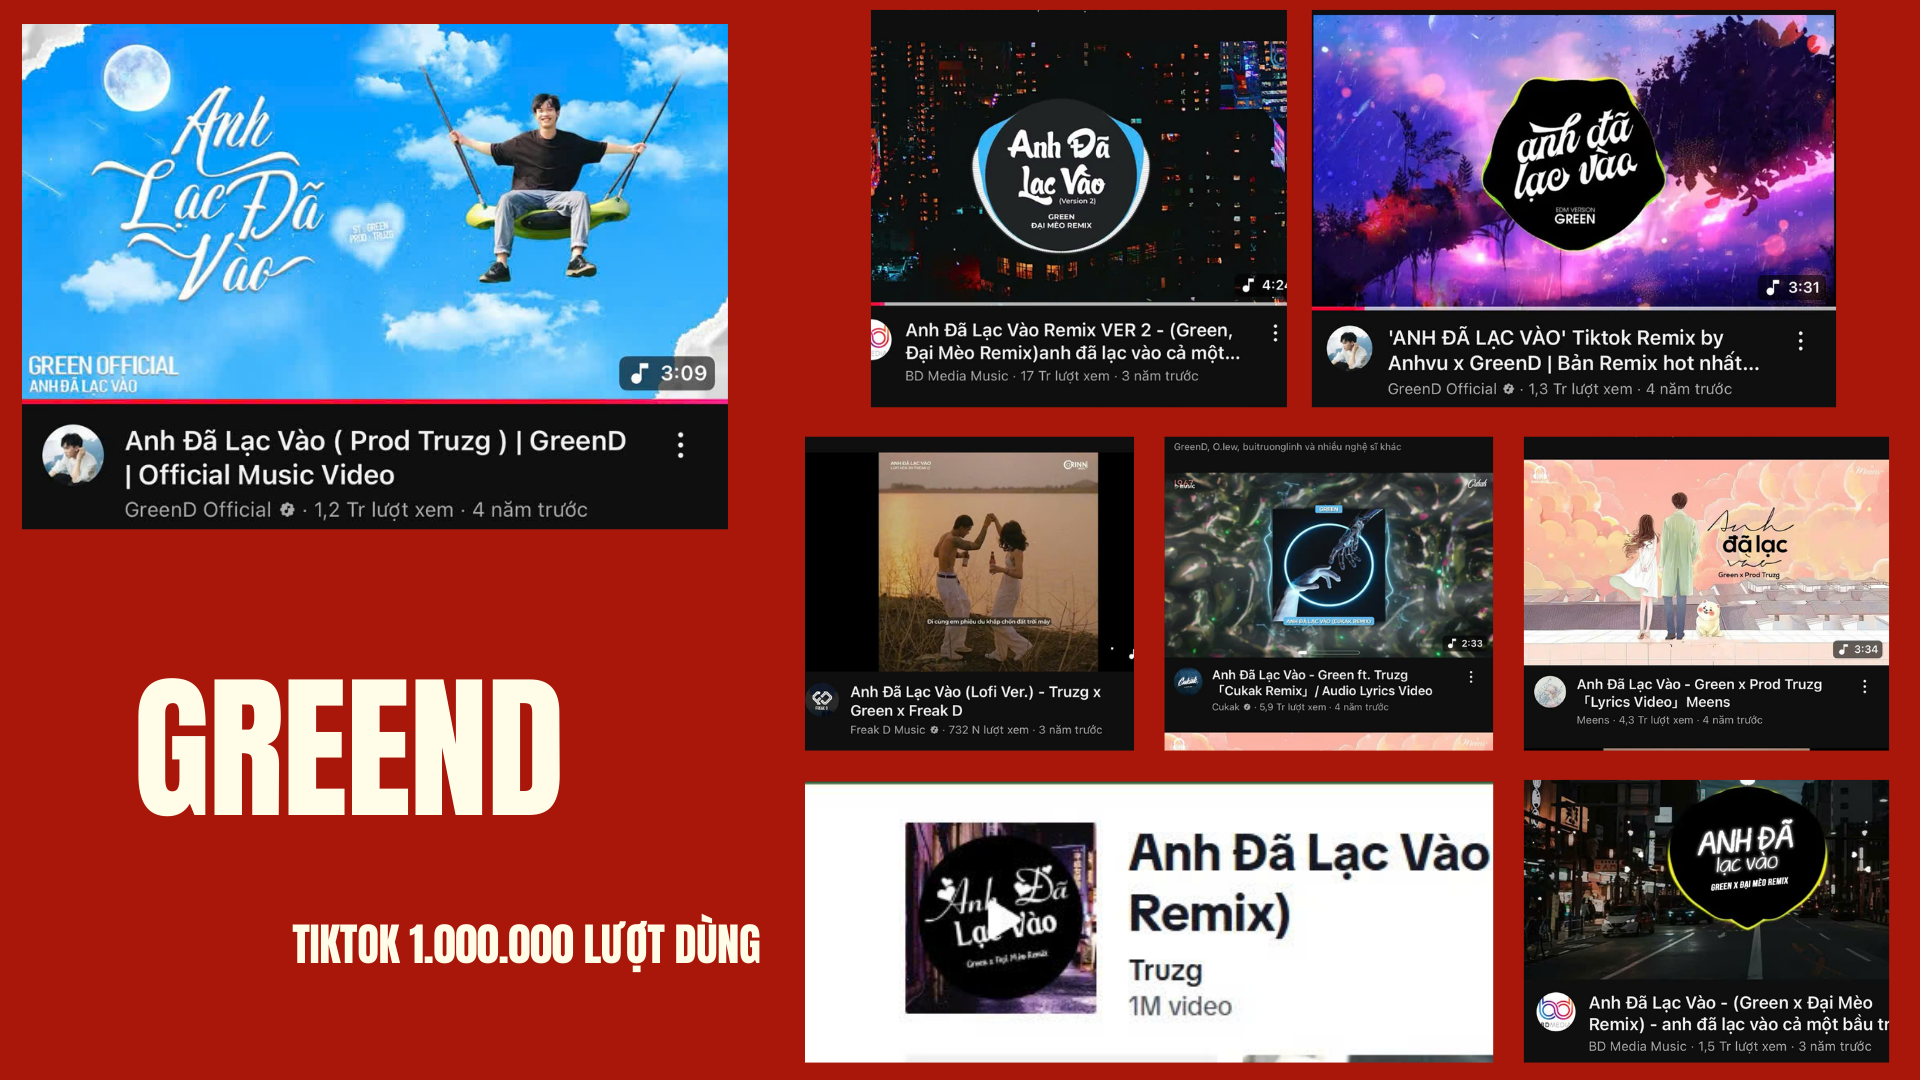 Anh
Lạc Đã
Vào
ST : GREEN
PROD : TRUZG
GREEN OFFICIAL
ANH ĐÃ LẠC VÀO
3:09
Anh Đã Lạc Vào ( Prod Truzg ) | GreenD
| Official Music Video
GreenD Official · 1,2 Tr lượt xem · 4 năm trước
Anh Đã
Lạc Vào
(Version 2)
GREEN
ĐẠI MÈO REMIX
4:24
Anh Đã Lạc Vào Remix VER 2 - (Green,
Đại Mèo Remix)anh đã lạc vào cả một...
BD Media Music · 17 Tr lượt xem · 3 năm trước
anh đã
lạc vào
EDM VERSION
GREEN
3:31
'ANH ĐÃ LẠC VÀO' Tiktok Remix by
Anhvu x GreenD | Bản Remix hot nhất...
GreenD Official · 1,3 Tr lượt xem · 4 năm trước
ANH ĐÃ LẠC VÀO
ORINN
Đi cùng em phiêu du khắp chốn đất trời mây
Anh Đã Lạc Vào (Lofi Ver.) - Truzg x
Green x Freak D
Freak D Music · 732 N lượt xem · 3 năm trước
GreenD, O.lew, buitruonglinh và nhiều nghệ sĩ khác
1967
Cukak
GREEN
ANH ĐÃ LẠC VÀO (CUKAK REMIX)
2:33
Anh Đã Lạc Vào - Green ft. Truzg
「Cukak Remix」/ Audio Lyrics Video
Cukak · 5,9 Tr lượt xem · 4 năm trước
Meens
Anh
đã lạc
vào
Green x Prod Truzg
3:34
Anh Đã Lạc Vào - Green x Prod Truzg
「Lyrics Video」Meens
Meens · 4,3 Tr lượt xem · 4 năm trước
GREEND
TIKTOK 1.000.000 LƯỢT DÙNG
Anh Đã
Lạc Vào
Green x Đại Mèo Remix
Anh Đã Lạc Vào
Remix)
Truzg
1M video
ANH ĐÃ
lạc vào
GREEN X ĐẠI MÈO REMIX
BDMEDIA
Anh Đã Lạc Vào - (Green x Đại Mèo
Remix) - anh đã lạc vào cả một bầu tr
BD Media Music · 1,5 Tr lượt xem · 3 năm trước